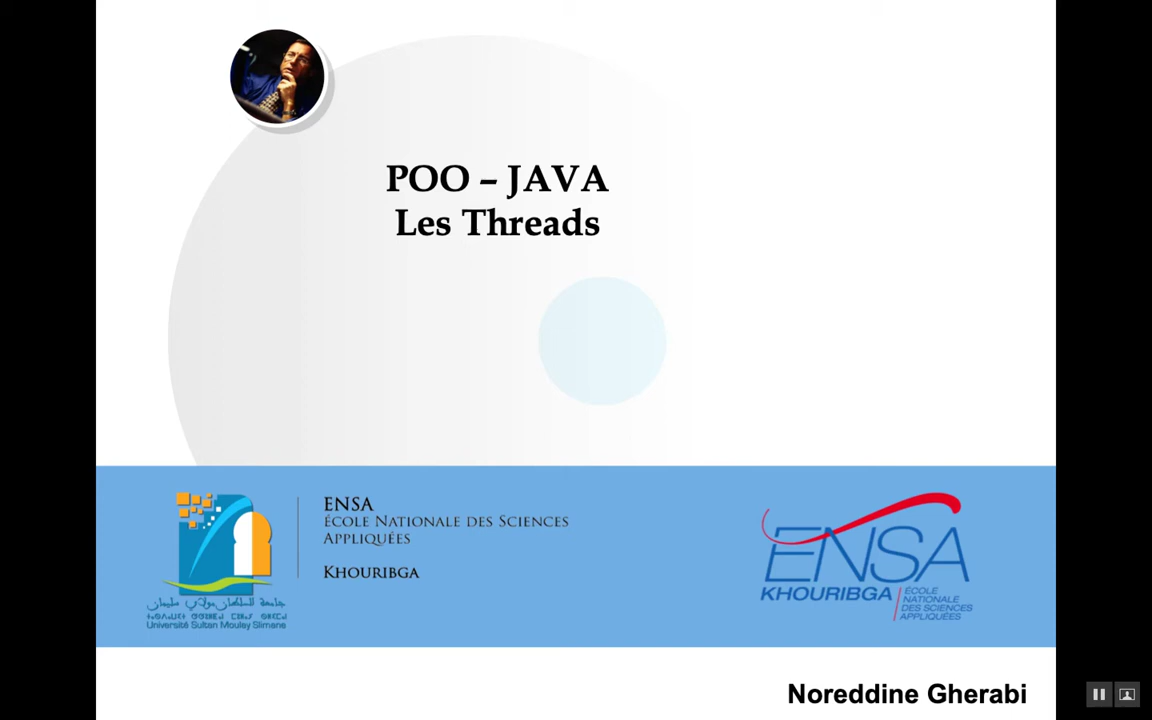 POO – JAVA
Les Threads
ENSA
ÉCOLE NATIONALE DES SCIENCES
APPLIQUÉES
KHOURIBGA
جامعة السلطان مولاي سليمان
Université Sultan Moulay Slimane
ENSA
KHOURIBGA
ÉCOLE
NATIONALE
DES SCIENCES
APPLIQUÉES
Noreddine Gherabi